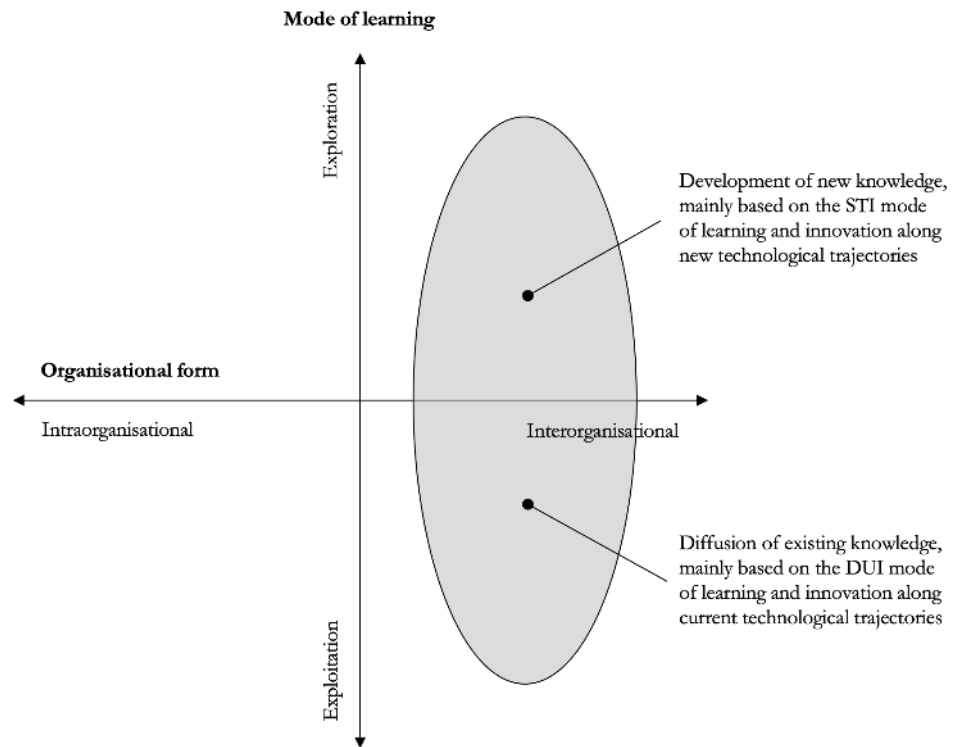 Mode of learning
Exploration
Development of new knowledge,
mainly based on the STI mode
of learning and innovation along
new technological trajectories
Organisational form
Intraorganisational
Interorganisational
Exploitation
Diffusion of existing knowledge,
mainly based on the DUI mode
of learning and innovation along
current technological trajectories